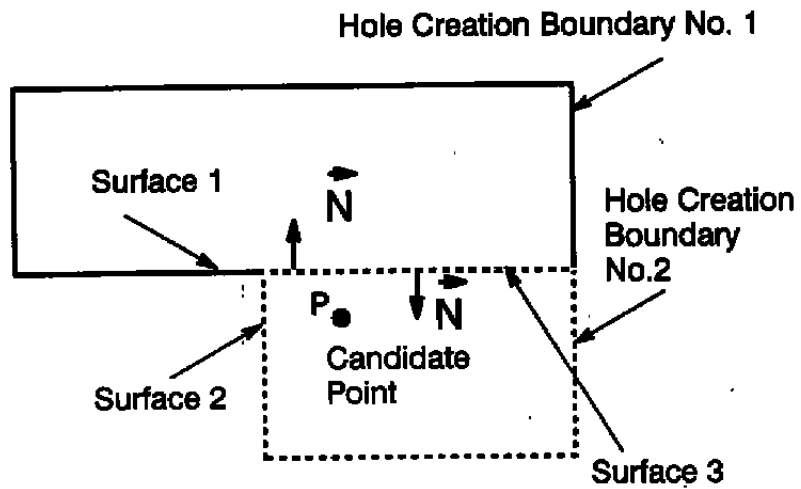 Hole Creation Boundary No. 1
Surface 1
N
Hole Creation
Boundary
No.2
P
N
Candidate
Point
Surface 2
Surface 3